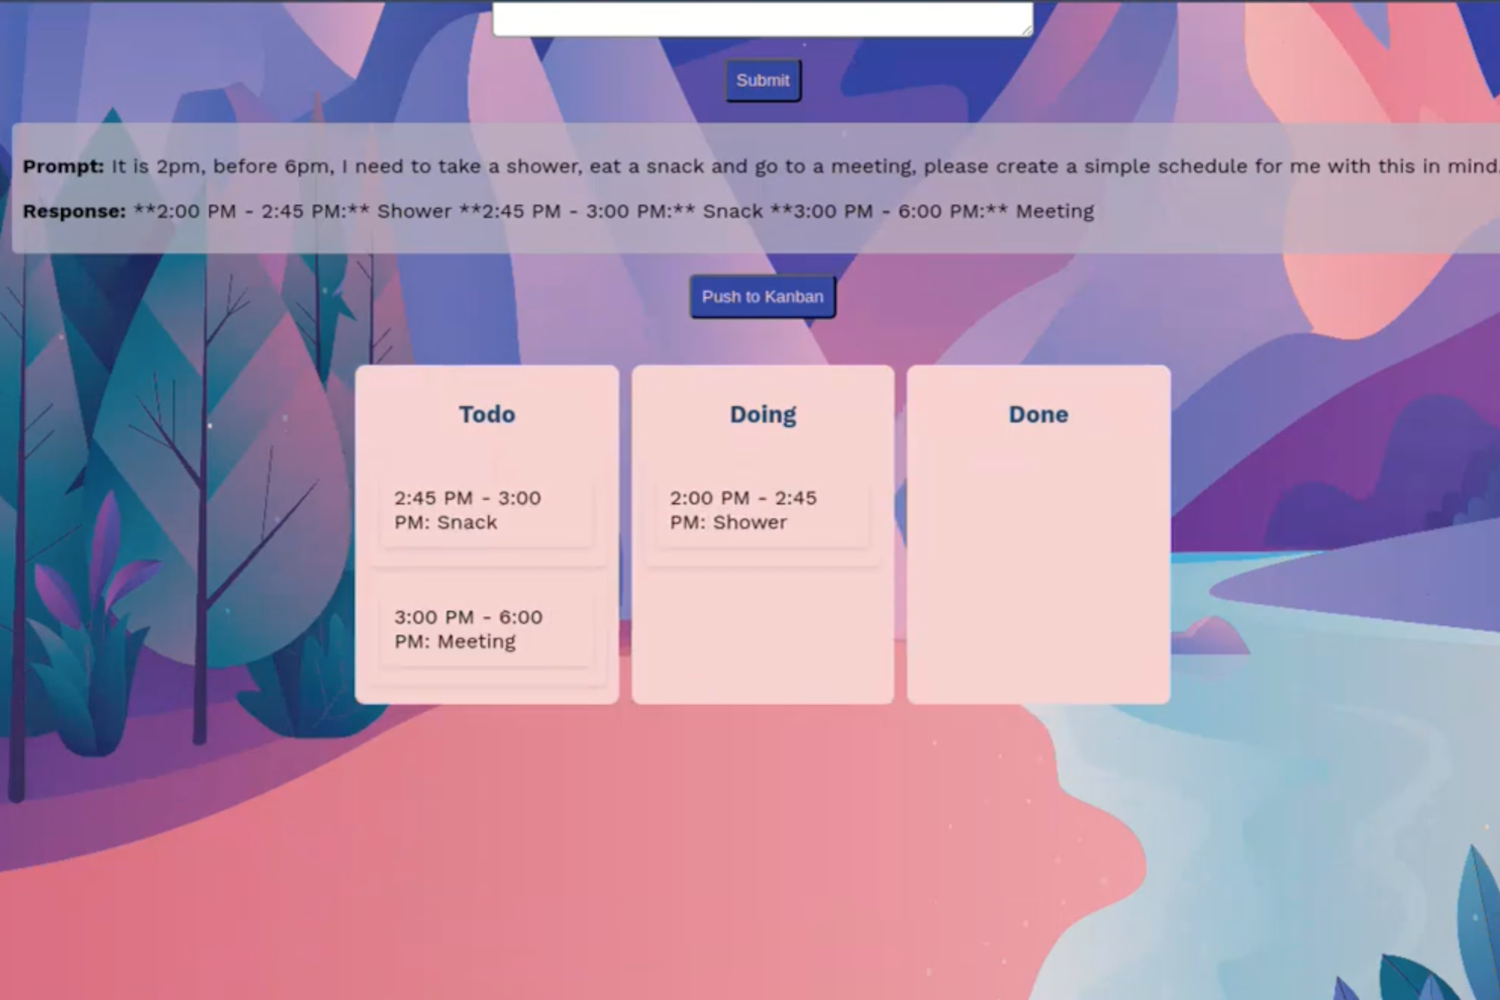 Submit
Prompt: It is 2pm, before 6pm, I need to take a shower, eat a snack and go to a meeting, please create a simple schedule for me with this in mind.
Response: **2:00 PM - 2:45 PM:** Shower **2:45 PM - 3:00 PM:** Snack **3:00 PM - 6:00 PM:** Meeting
Push to Kanban
Todo
2:45 PM - 3:00
PM: Snack
3:00 PM - 6:00
PM: Meeting
Doing
2:00 PM - 2:45
PM: Shower
Done